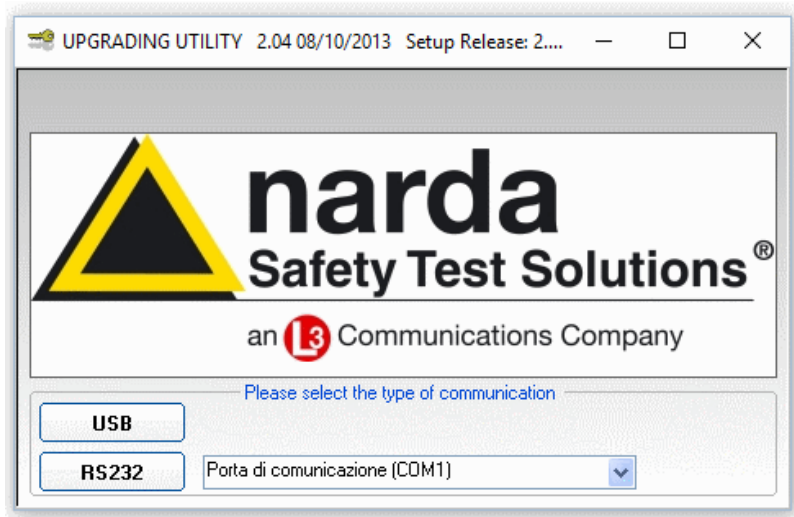 UPGRADING UTILITY 2.04 08/10/2013 Setup Release: 2....
narda
Safety Test Solutions®
an L3 Communications Company
Please select the type of communication
USB
RS232 Porta di comunicazione (COM1)